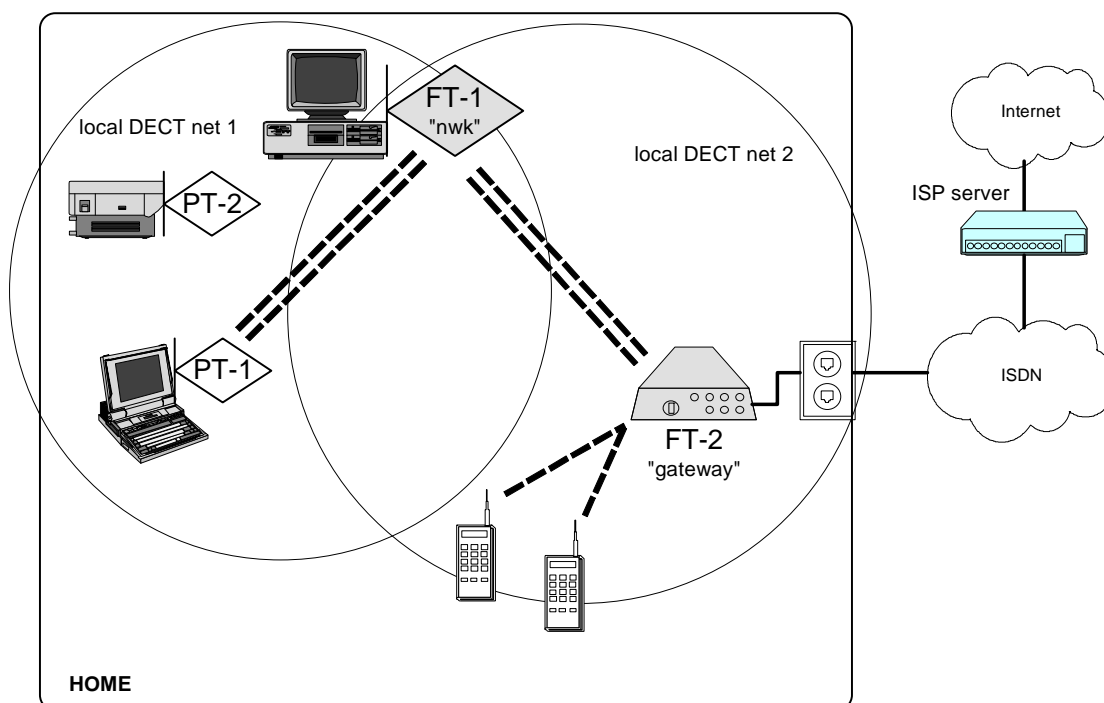 FT-1
"nwk"
local DECT net 1
local DECT net 2
Internet
PT-2
ISP server
PT-1
ISDN
FT-2
"gateway"
HOME